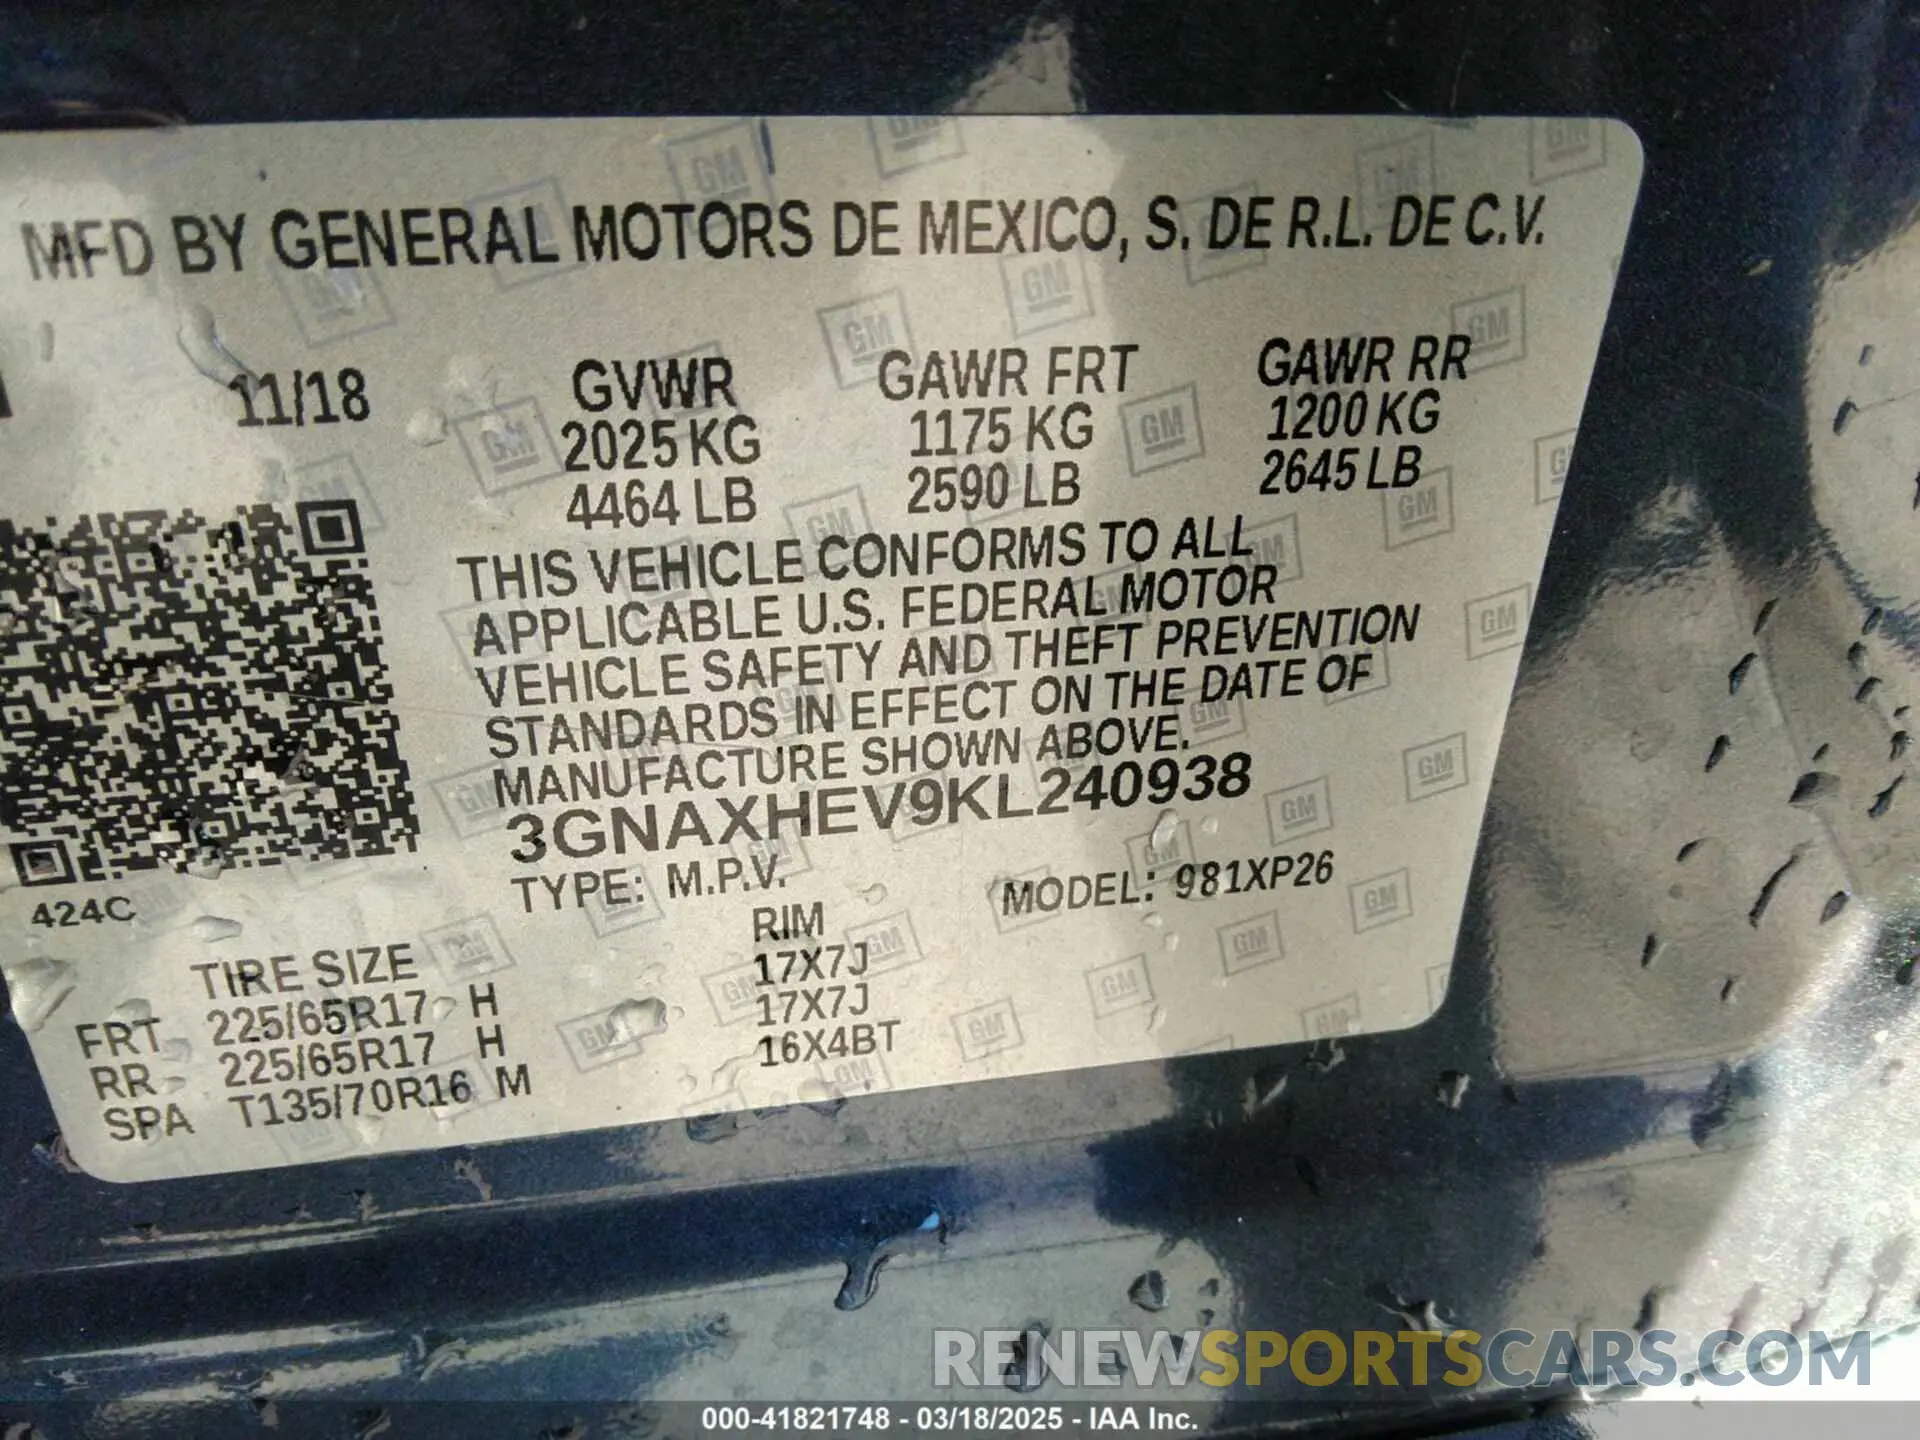 MFD BY GENERAL MOTORS DE MEXICO, S. DE R.L. DE C.V.
11/18 GVWR GAWR FRT GAWR RR
2025 KG 1175 KG 1200 KG
4464 LB 2590 LB 2645 LB
THIS VEHICLE CONFORMS TO ALL
APPLICABLE U.S. FEDERAL MOTOR
VEHICLE SAFETY AND THEFT PREVENTION
STANDARDS IN EFFECT ON THE DATE OF
MANUFACTURE SHOWN ABOVE.
3GNAXHEV9KL240938
TYPE: M.P.V. MODEL: 981XP26
424C
TIRE SIZE RIM
FRT 225/65R17 H 17X7J
RR 225/65R17 H 17X7J
SPA T135/70R16 M 16X4BT
GM
RENEWSPORTSCARS.COM
000-41821748 - 03/18/2025 - IAA Inc.